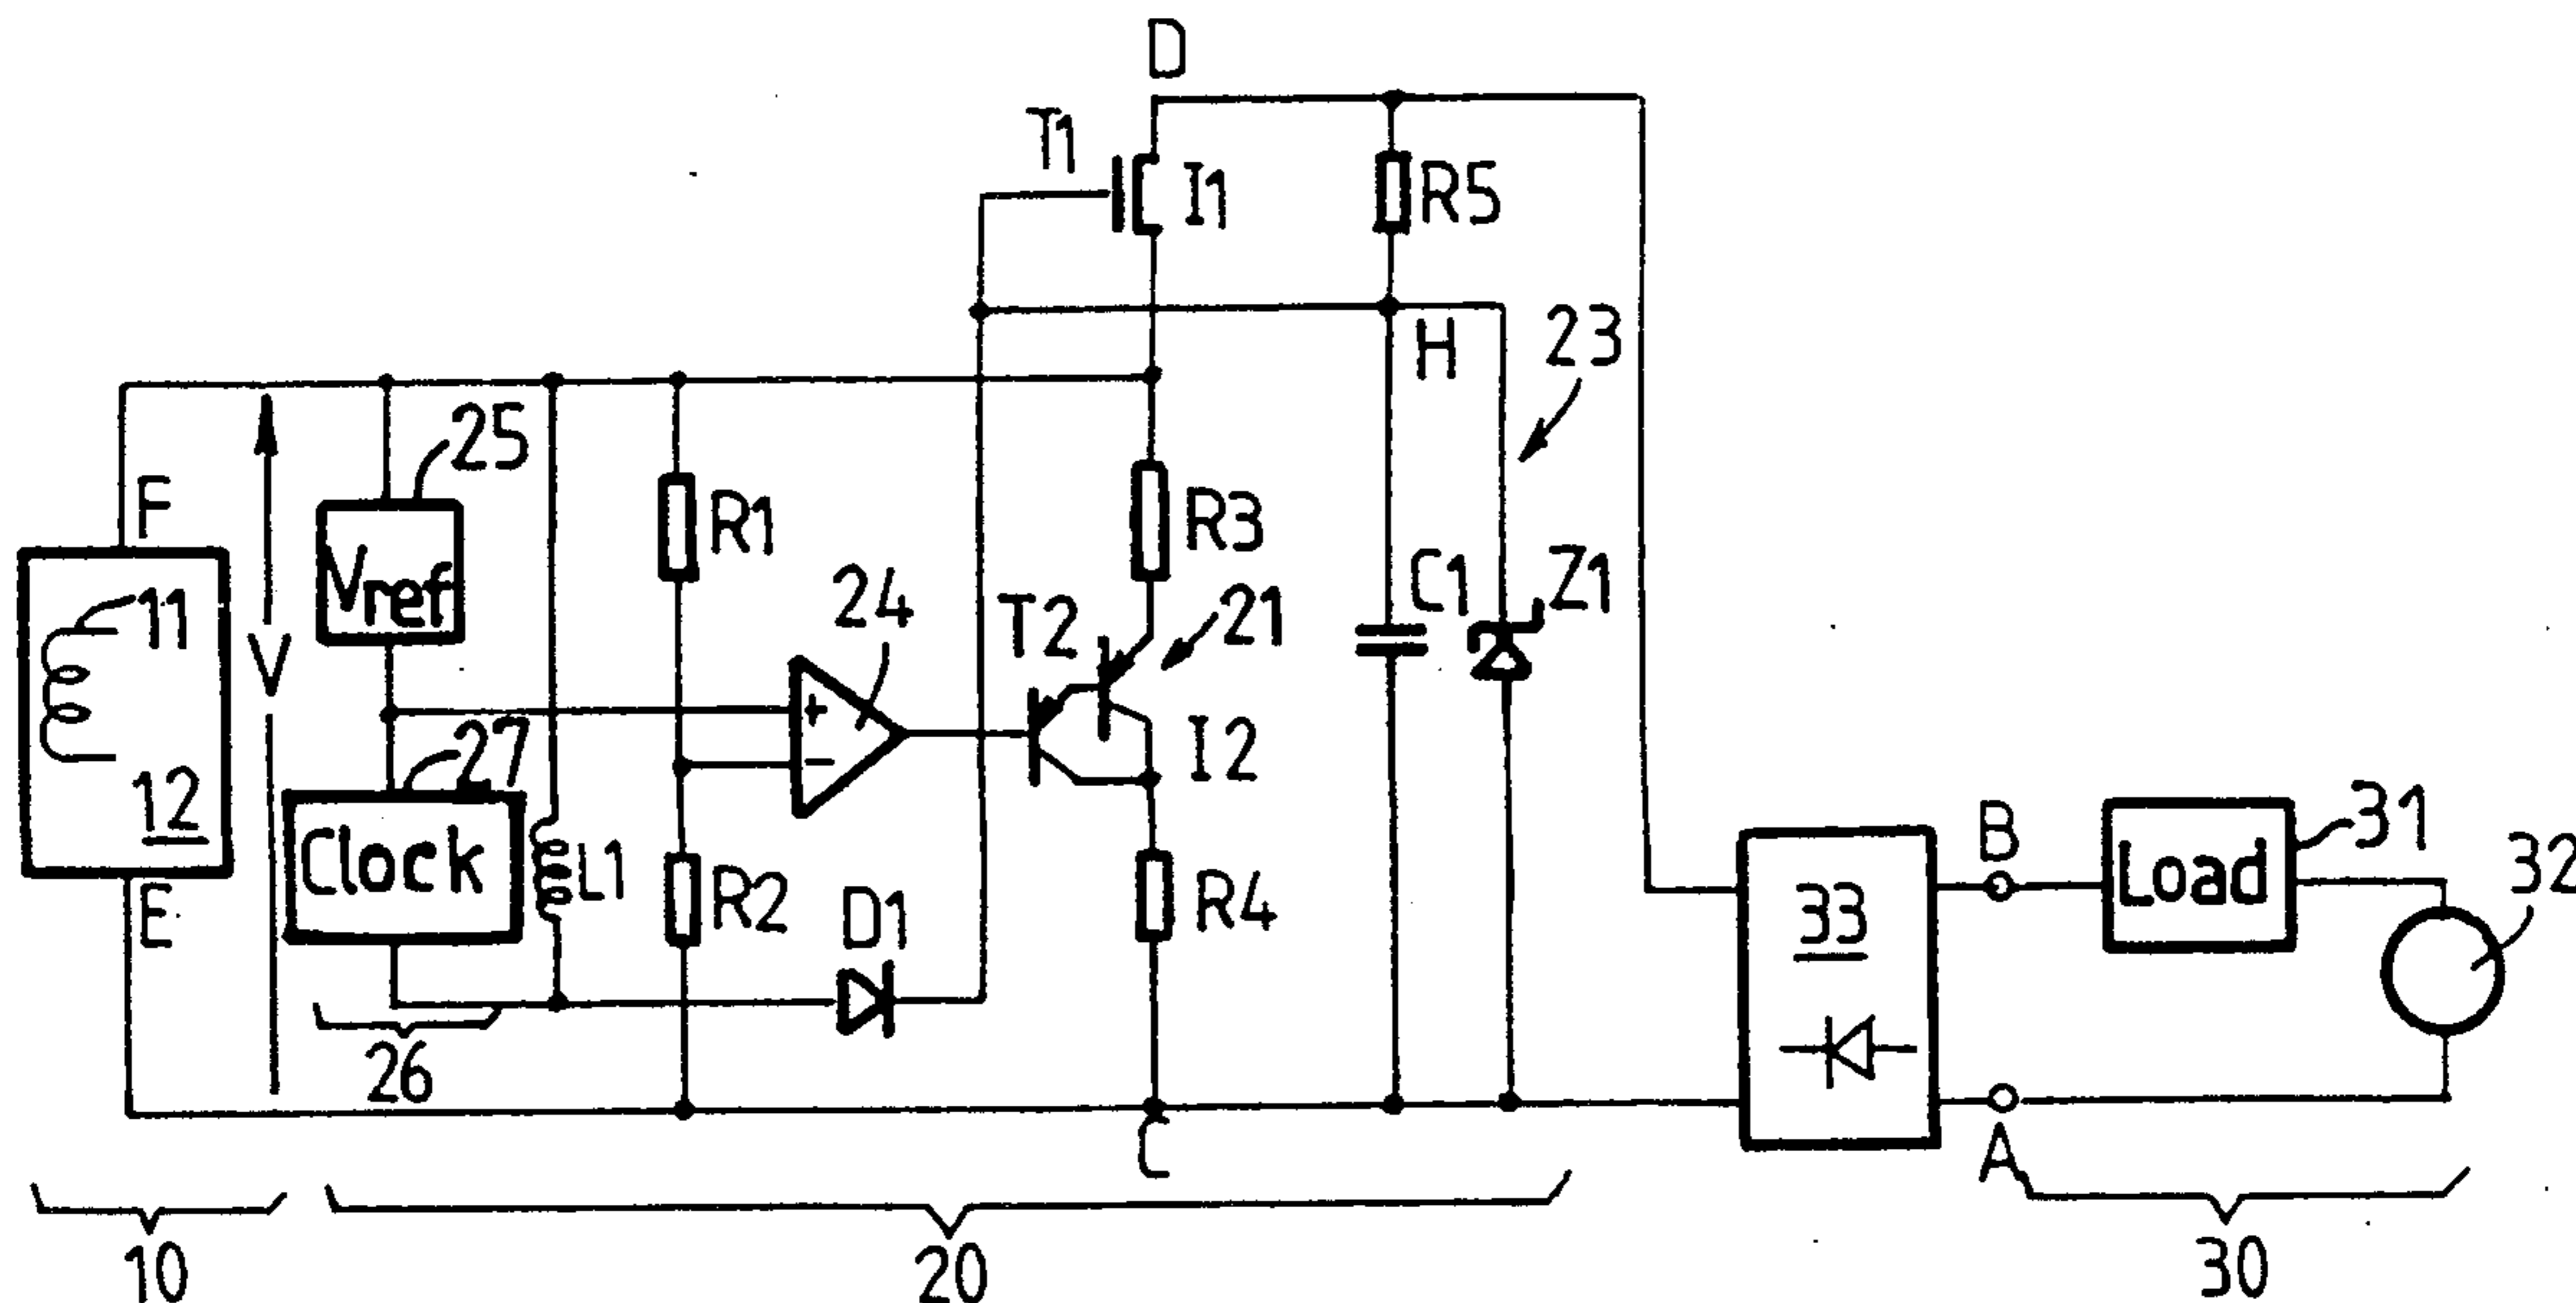 D
T1
I1
R5
H
23
25
F
Vref
R1
R3
11
24
T2
21
C1
Z1
V
+
−
I2
12
27
Clock
L1
E
R2
D1
R4
26
C
33
B
Load
31
32
A
10
20
30